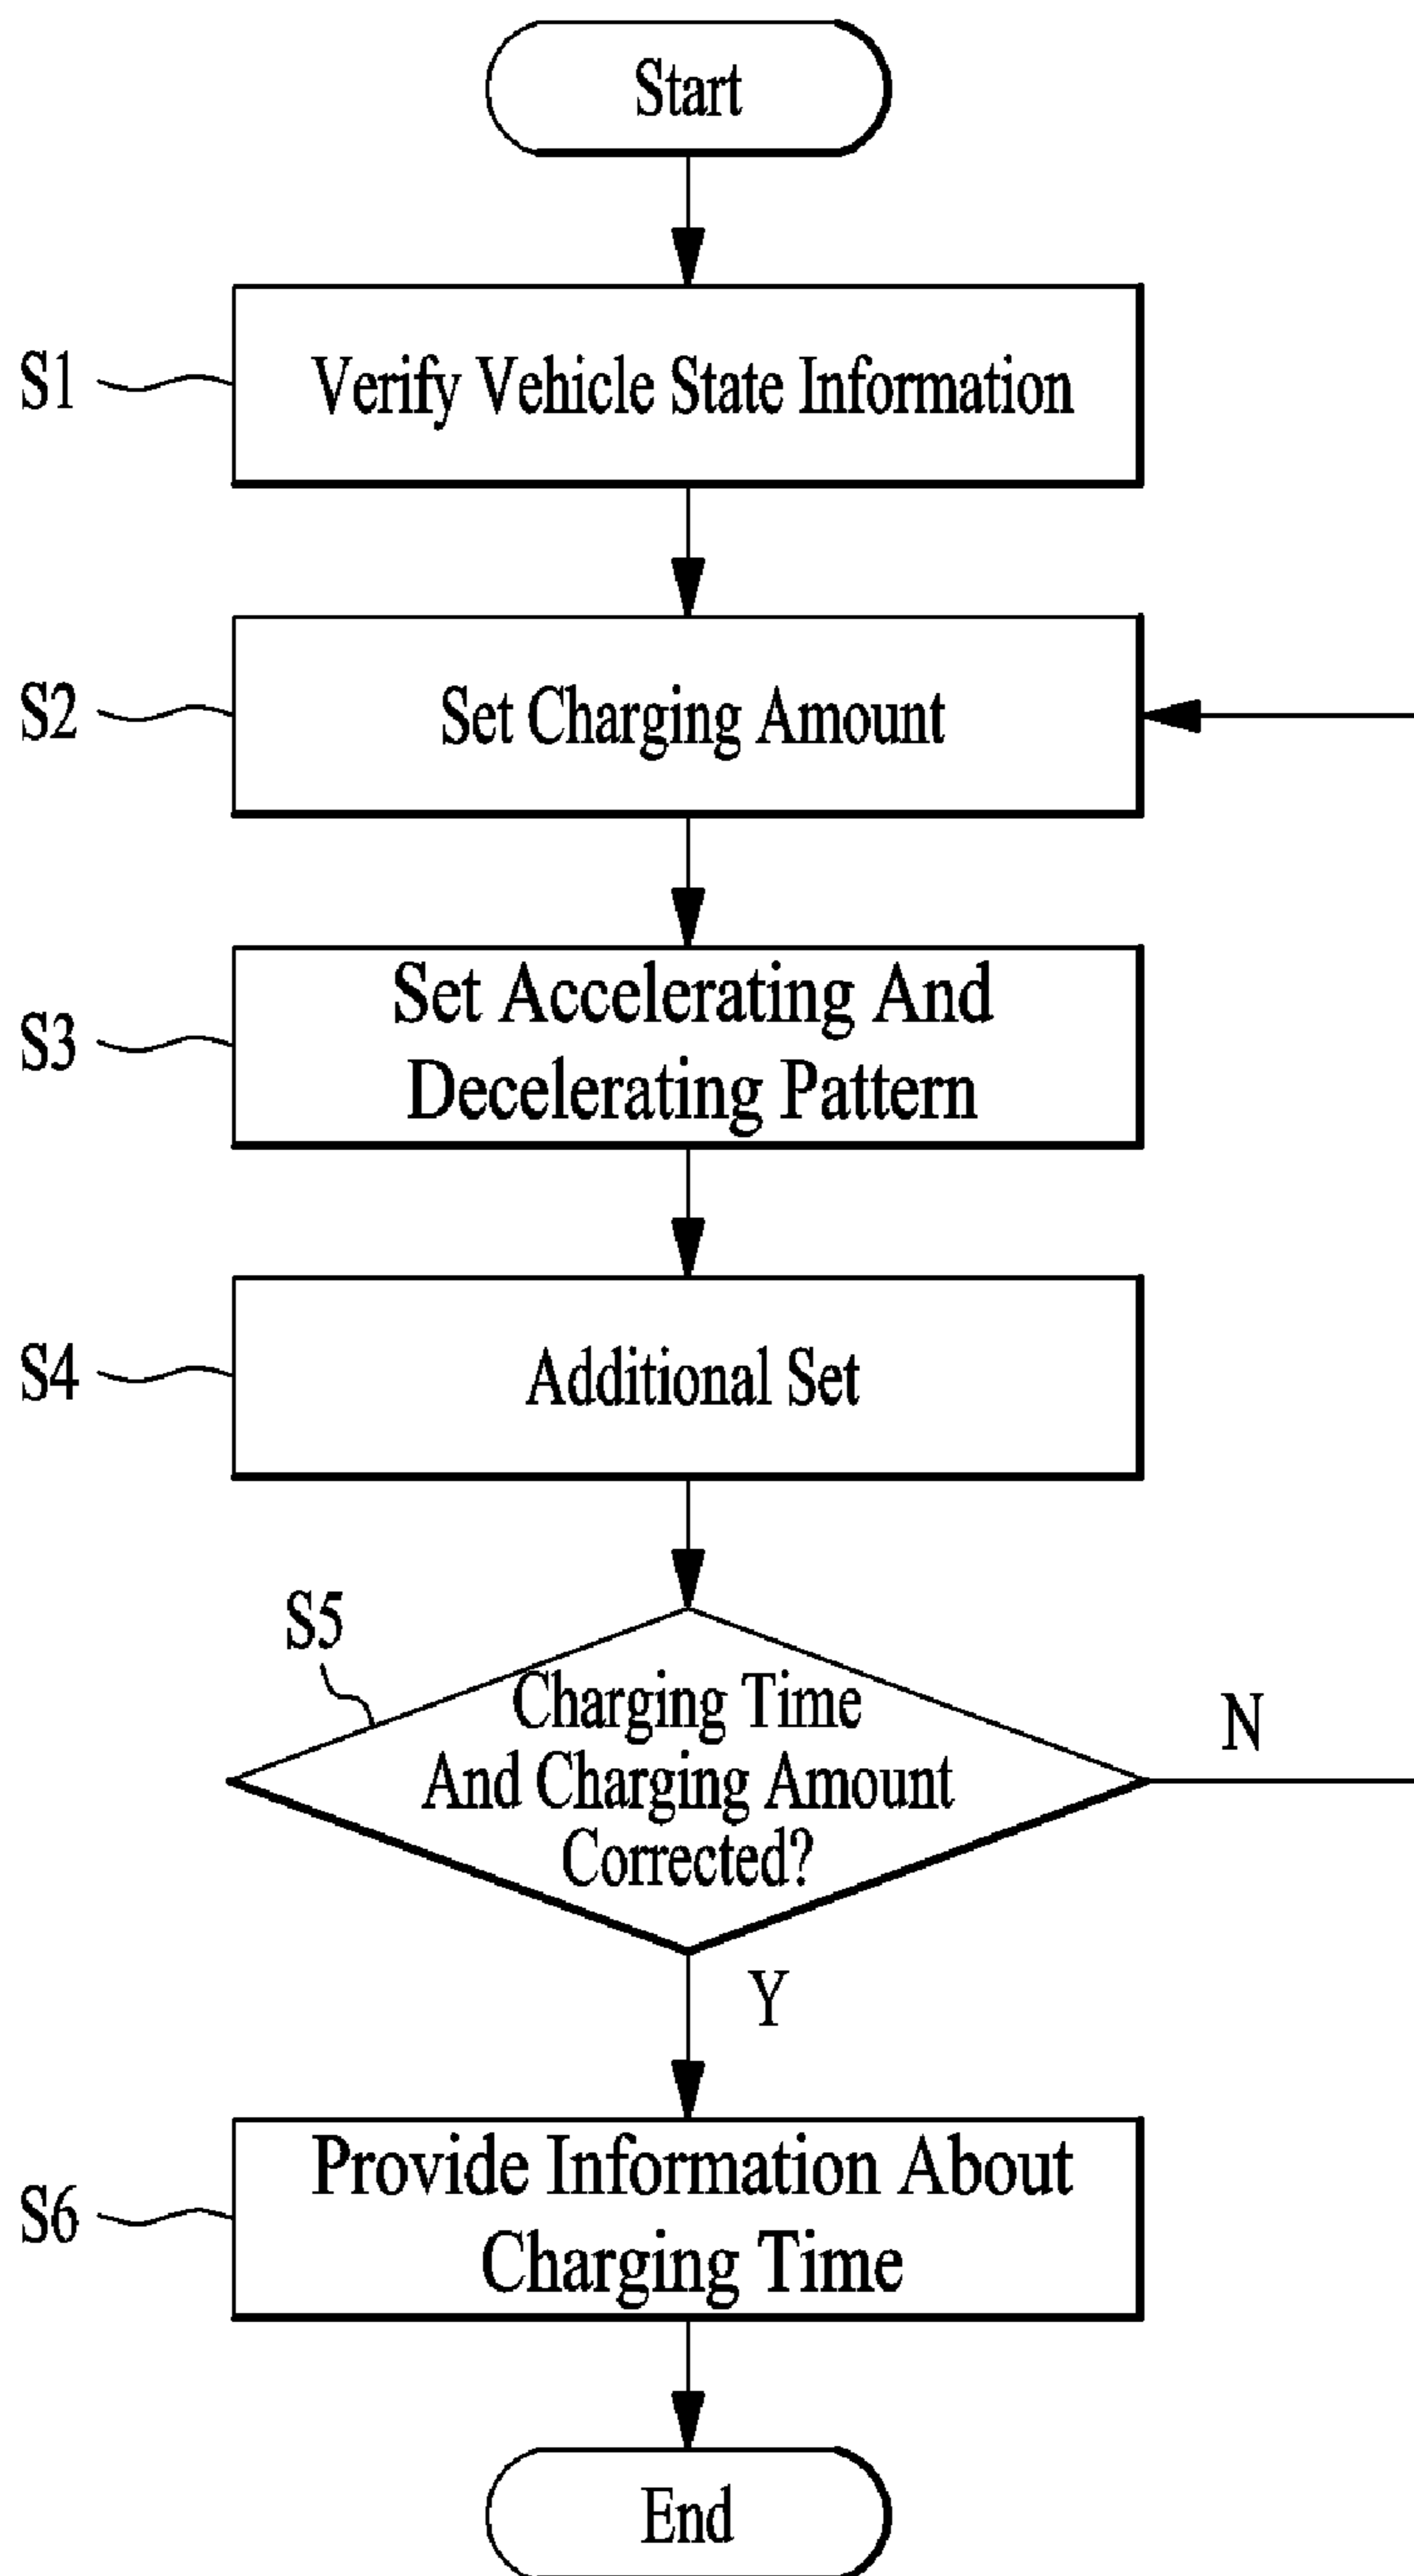 Start
S1
Verify Vehicle State Information
S2
Set Charging Amount
S3
Set Accelerating And
Decelerating Pattern
S4
Additional Set
S5
Charging Time
And Charging Amount
Corrected?
N
Y
S6
Provide Information About
Charging Time
End